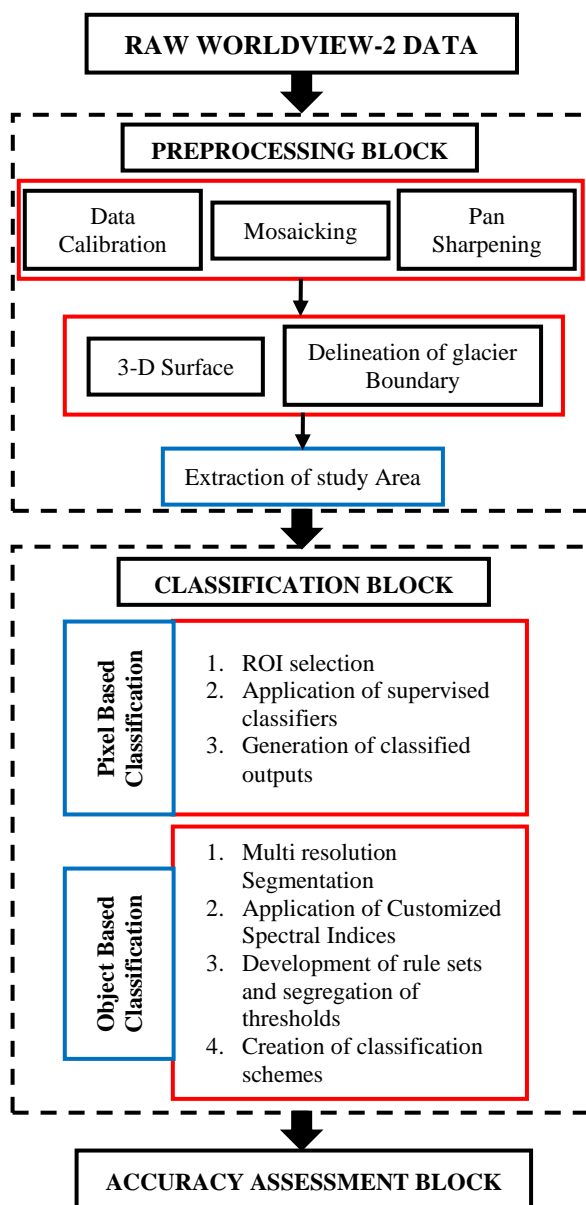 RAW WORLDVIEW-2 DATA
PREPROCESSING BLOCK
Data
Calibration
Mosaicking
Pan
Sharpening
3-D Surface
Delineation of glacier
Boundary
Extraction of study Area
CLASSIFICATION BLOCK
Pixel Based
Classification
1. ROI selection
2. Application of supervised
classifiers
3. Generation of classified
outputs
Object Based
Classification
1. Multi resolution
Segmentation
2. Application of Customized
Spectral Indices
3. Development of rule sets
and segregation of
thresholds
4. Creation of classification
schemes
ACCURACY ASSESSMENT BLOCK